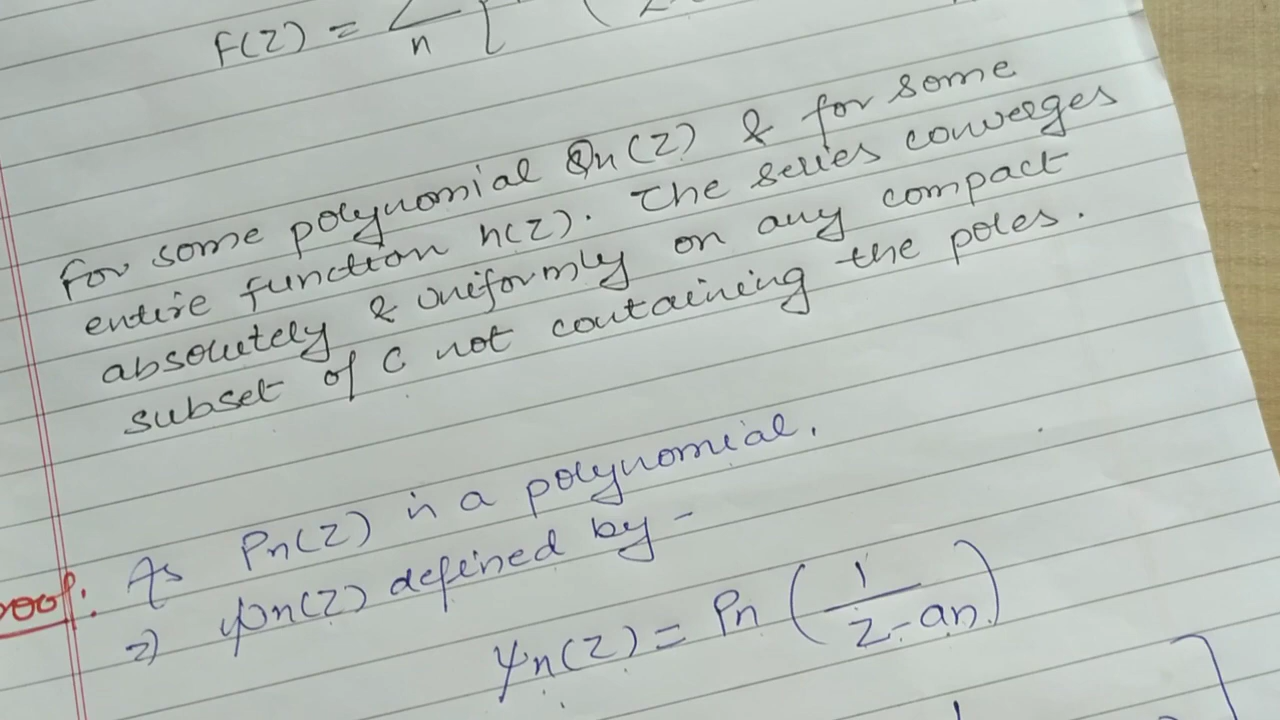 F(z) = Σ n [
for some polynomial Qn(z) & for some
entire function h(z). The series converges
absolutely & uniformly on any compact
subset of C not containing the poles.
Proof: As Pn(z) is a polynomial.
⇒ ψn(z) defined by -
ψn(z) = Pn (1/z-an)